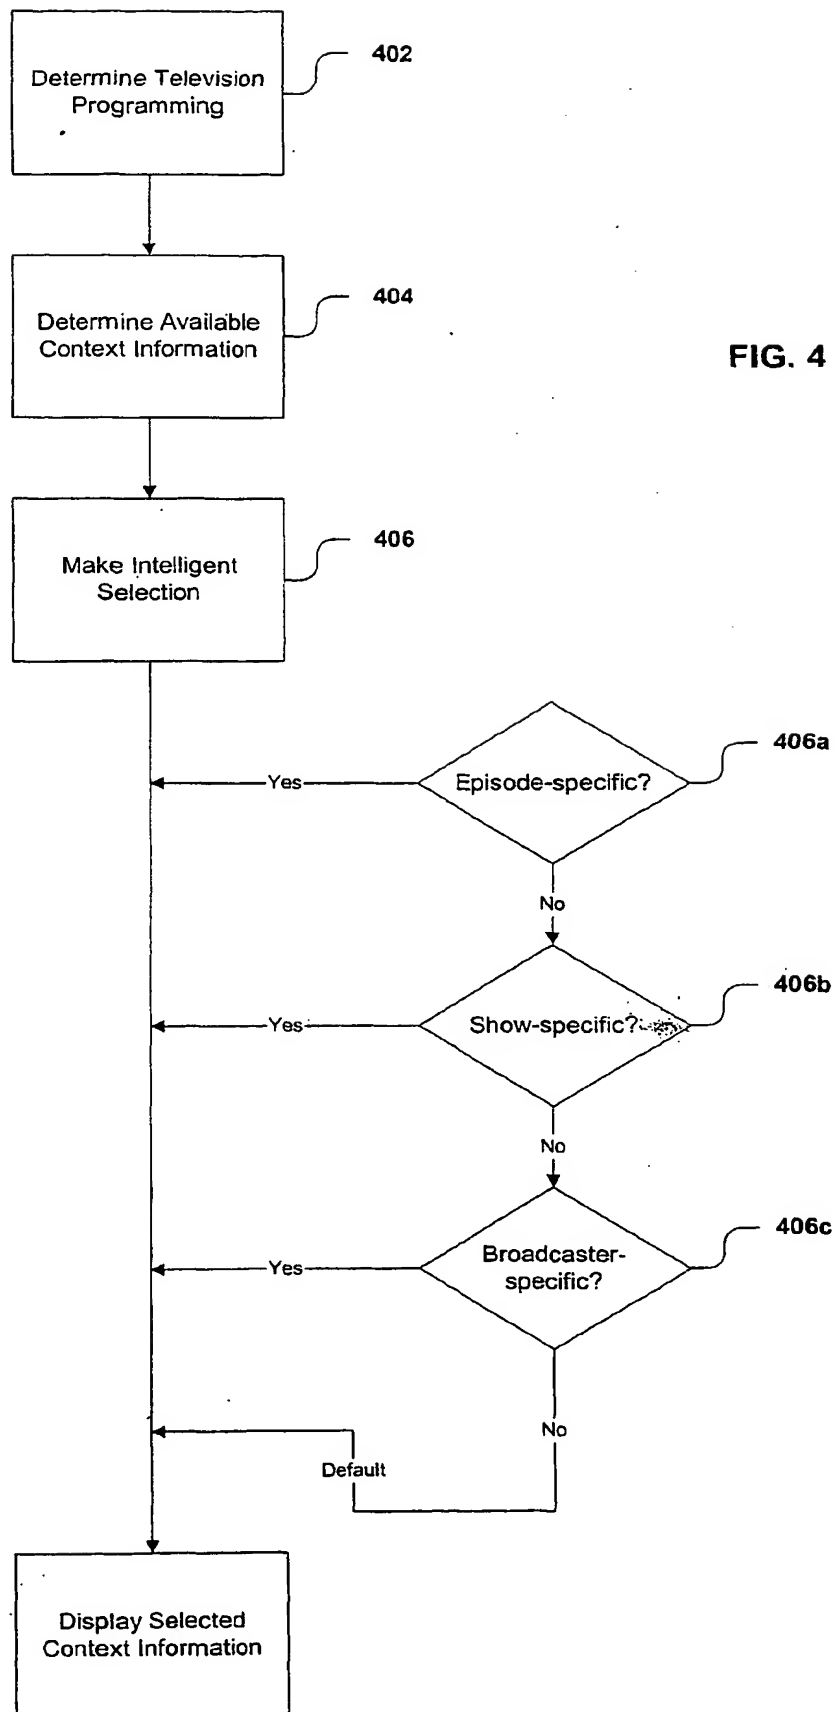 Determine Television
Programming
402
Determine Available
Context Information
404
FIG. 4
Make Intelligent
Selection
406
Episode-specific?
406a
Yes
No
Show-specific?
406b
Yes
No
Broadcaster-
specific?
406c
Yes
No
Default
Display Selected
Context Information